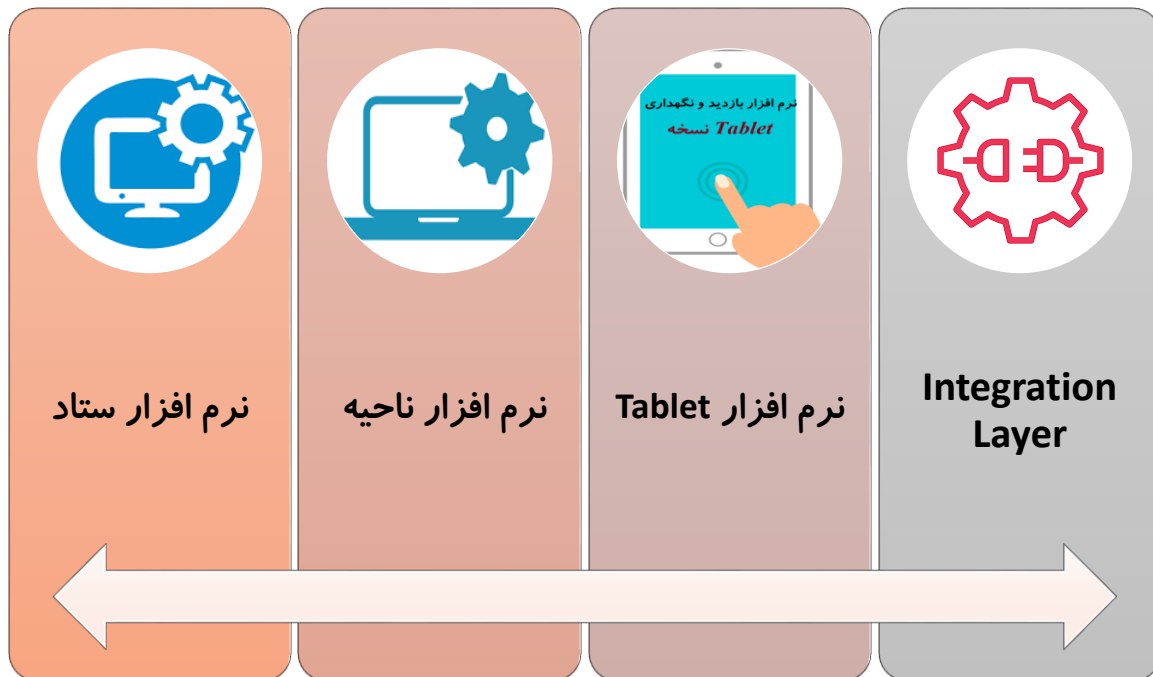 نرم افزار بازدید و نگهداری
نسخه Tablet
نرم افزار ستاد
نرم افزار ناحیه
نرم افزار Tablet
Integration
Layer